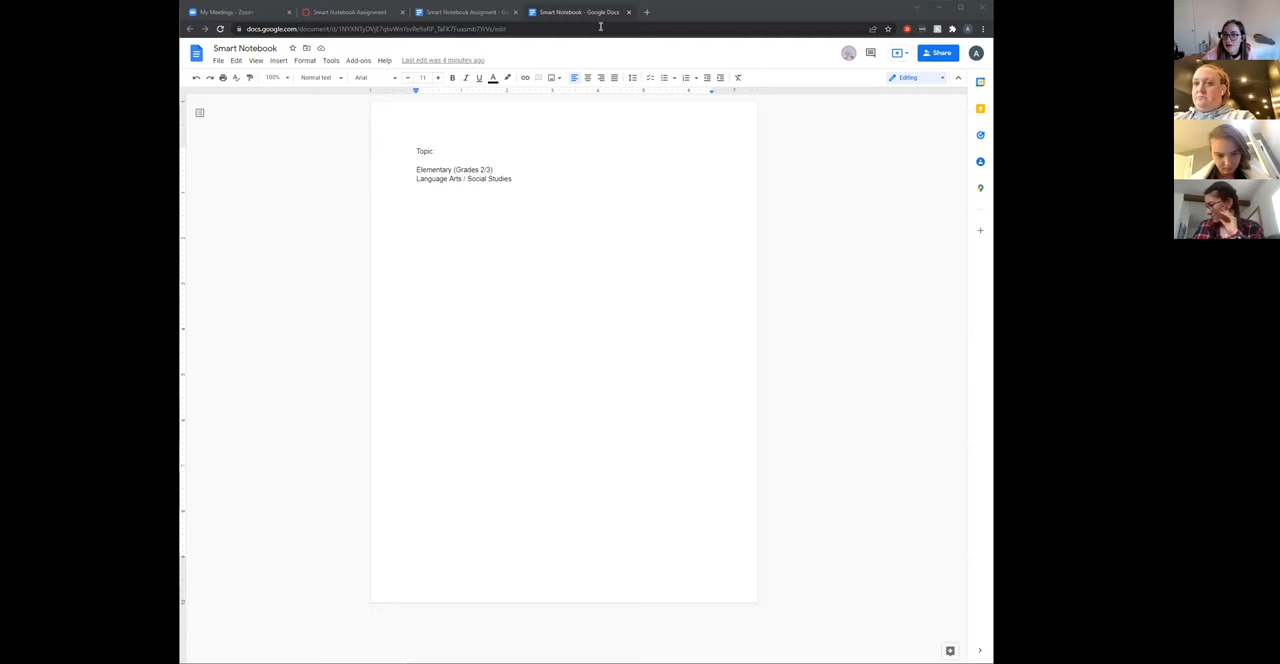 My Meetings - Zoom
Smart Notebook Assignment
Smart Notebook Assigment - G
Smart Notebook - Google Docs
Smart Notebook
File Edit View Insert Format Tools Add-ons Help Last edit was 4 minutes ago
Share
A
100% Normal text Arial 11 Editing
Topic:
Elementary (Grades 2/3)
Language Arts / Social Studies